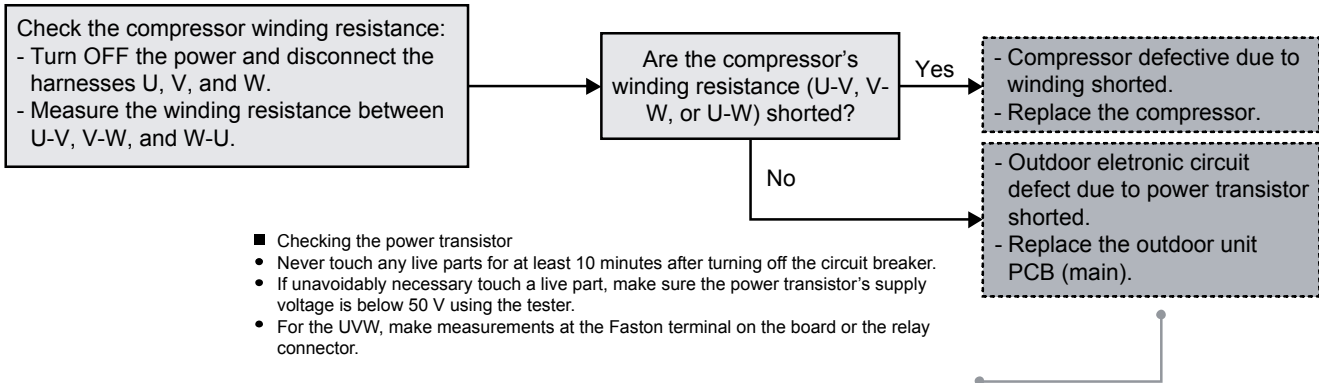 Check the compressor winding resistance:
- Turn OFF the power and disconnect the
harnesses U, V, and W.
- Measure the winding resistance between
U-V, V-W, and W-U.
Are the compressor’s
winding resistance (U-V, V-
W, or U-W) shorted?
Yes
- Compressor defective due to
winding shorted.
- Replace the compressor.
No
- Outdoor eletronic circuit
defect due to power transistor
shorted.
- Replace the outdoor unit
PCB (main).
■ Checking the power transistor
• Never touch any live parts for at least 10 minutes after turning off the circuit breaker.
• If unavoidably necessary touch a live part, make sure the power transistor’s supply
voltage is below 50 V using the tester.
• For the UVW, make measurements at the Faston terminal on the board or the relay
connector.